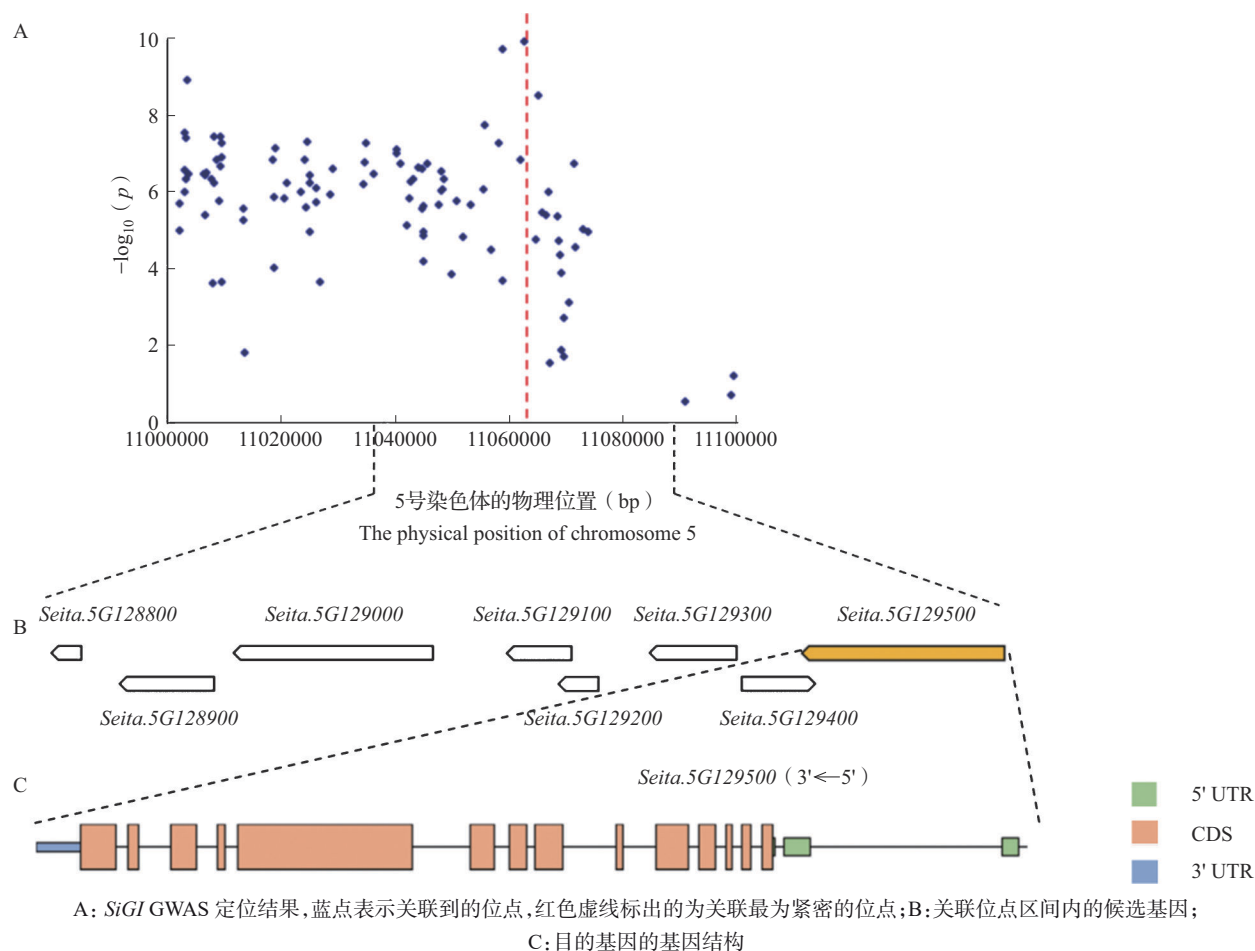 A
10
8
6
4
2
0
−log₁₀（p）
11000000 11020000 11040000 11060000 11080000 11100000
5号染色体的物理位置（bp）
The physical position of chromosome 5
B
Seita.5G128800 Seita.5G129000 Seita.5G129100 Seita.5G129300 Seita.5G129500
Seita.5G128900 Seita.5G129200 Seita.5G129400
C
Seita.5G129500（3'←5'）
5' UTR
CDS
3' UTR
A：SiGI GWAS 定位结果，蓝点表示关联到的位点，红色虚线标出的为关联最为紧密的位点；B：关联位点区间内的候选基因；
C：目的基因的基因结构